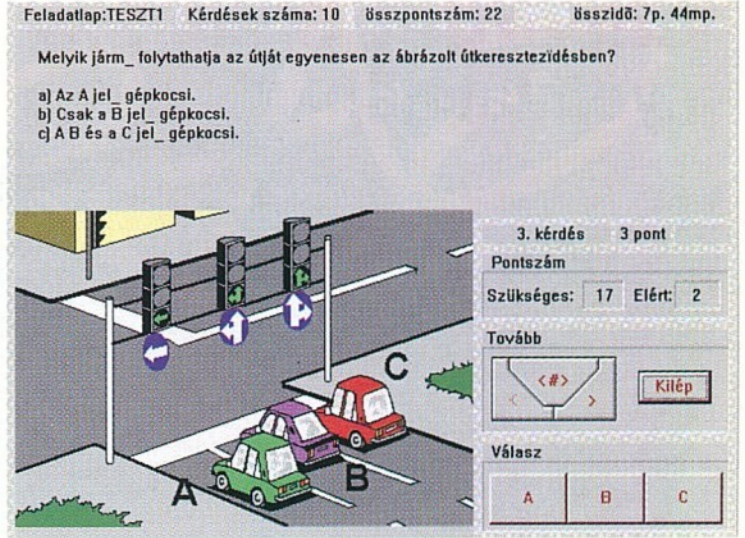 Feladatlap:TESZT1 Kérdések száma: 10 összpontszám: 22 összidõ: 7p. 44mp.
Melyik járm_ folytathatja az útját egyenesen az ábrázolt útkeresztezïdésben?
a) Az A jel_ gépkocsi.
b) Csak a B jel_ gépkocsi.
c) A B és a C jel_ gépkocsi.
3. kérdés 3 pont
Pontszám
Szükséges: 17 Elért: 2
Tovább
< <#> >
Kilép
Válasz
A B C
C
B
A